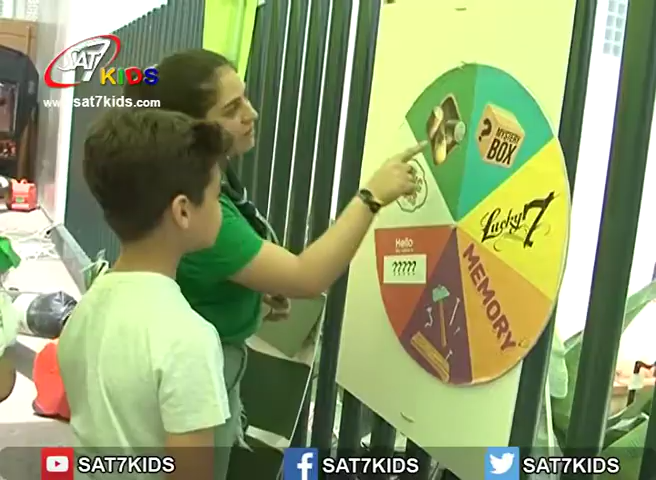 SAT7
KIDS
www.sat7kids.com
?
MYSTERY
BOX
Lucky 7
Hello
?????
MEMORY
SAT7KIDS
SAT7KIDS
SAT7KIDS